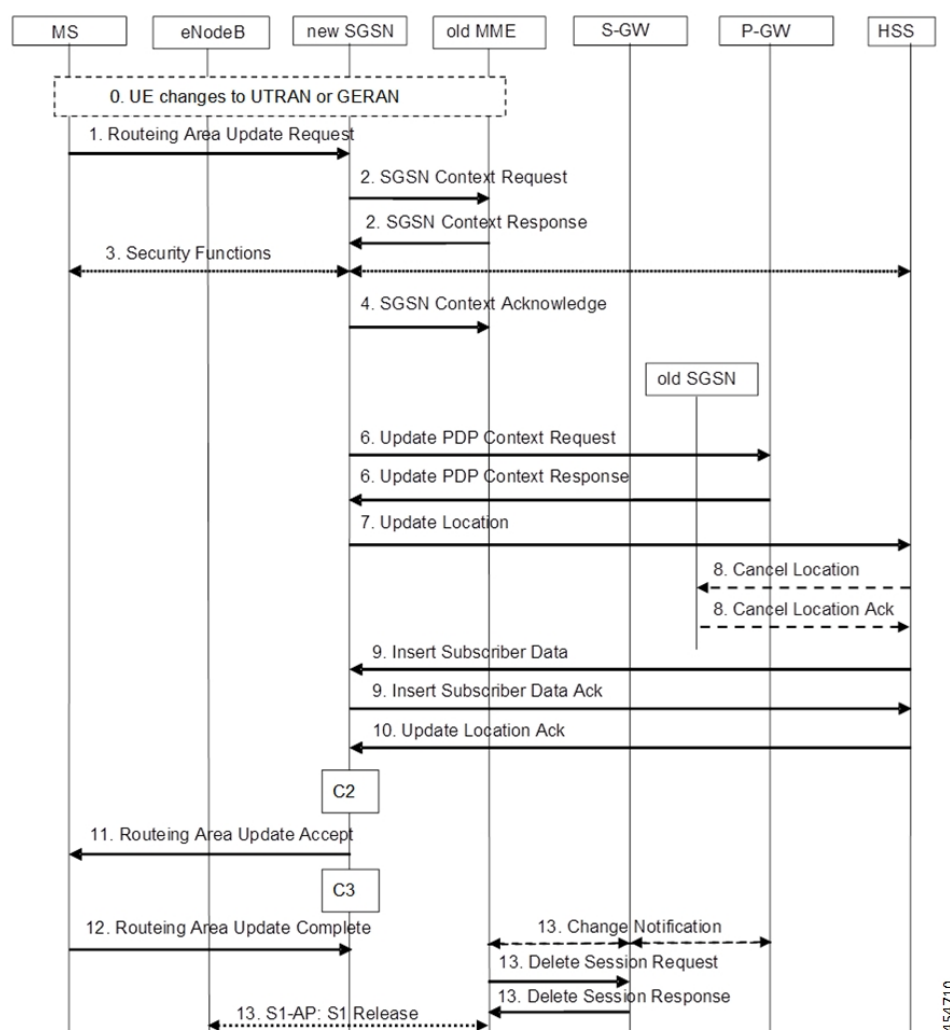 MS eNodeB new SGSN old MME S-GW P-GW HSS
0. UE changes to UTRAN or GERAN
1. Routeing Area Update Request
2. SGSN Context Request
2. SGSN Context Response
3. Security Functions
4. SGSN Context Acknowledge
old SGSN
6. Update PDP Context Request
6. Update PDP Context Response
7. Update Location
8. Cancel Location
8. Cancel Location Ack
9. Insert Subscriber Data
9. Insert Subscriber Data Ack
10. Update Location Ack
C2
11. Routeing Area Update Accept
C3
12. Routeing Area Update Complete
13. Change Notification
13. Delete Session Request
13. Delete Session Response
13. S1-AP: S1 Release